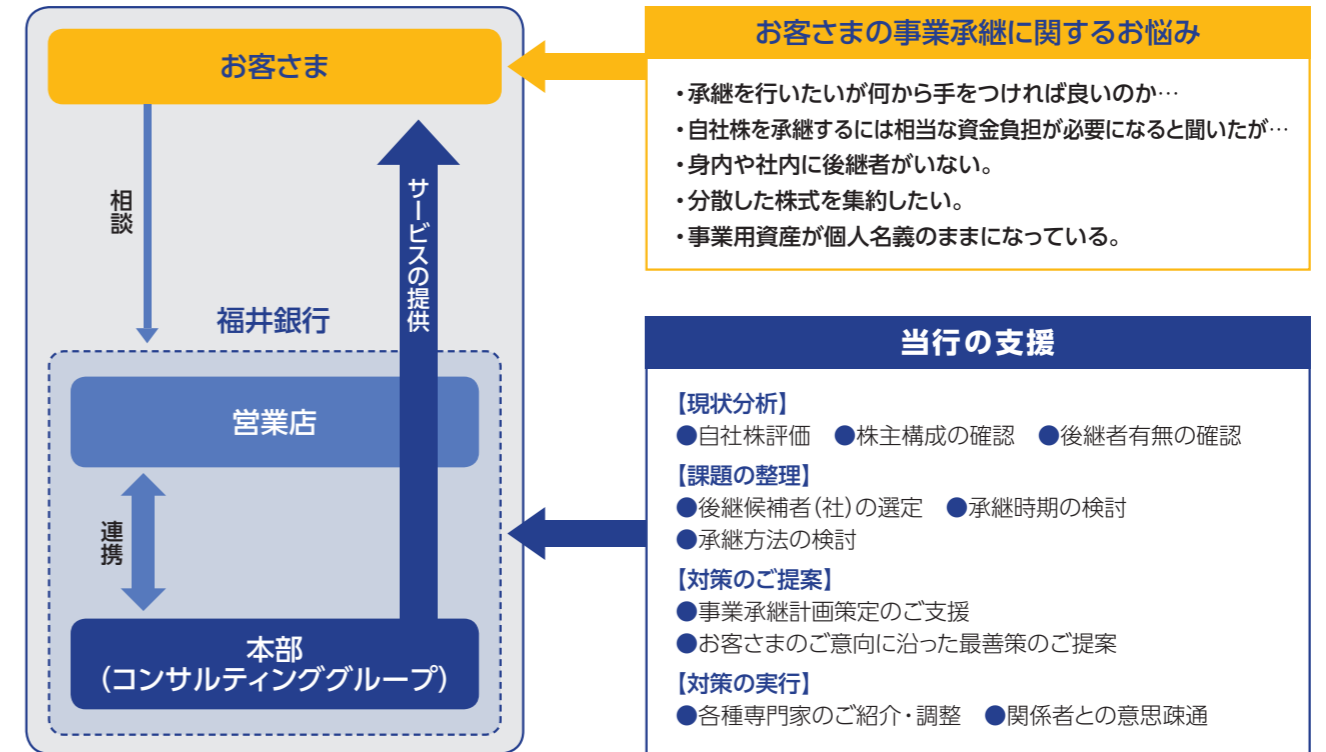 お客さま
相談
サービスの提供
福井銀行
営業店
連携
本部
(コンサルティンググループ)
お客さまの事業承継に関するお悩み
・承継を行いたいが何から手をつければ良いのか…
・自社株を承継するには相当な資金負担が必要になると聞いたが…
・身内や社内に後継者がいない。
・分散した株式を集約したい。
・事業用資産が個人名義のままになっている。
当行の支援
【現状分析】
●自社株評価 ●株主構成の確認 ●後継者有無の確認
【課題の整理】
●後継候補者(社)の選定 ●承継時期の検討
●承継方法の検討
【対策のご提案】
●事業承継計画策定のご支援
●お客さまのご意向に沿った最善策のご提案
【対策の実行】
●各種専門家のご紹介・調整 ●関係者との意思疎通